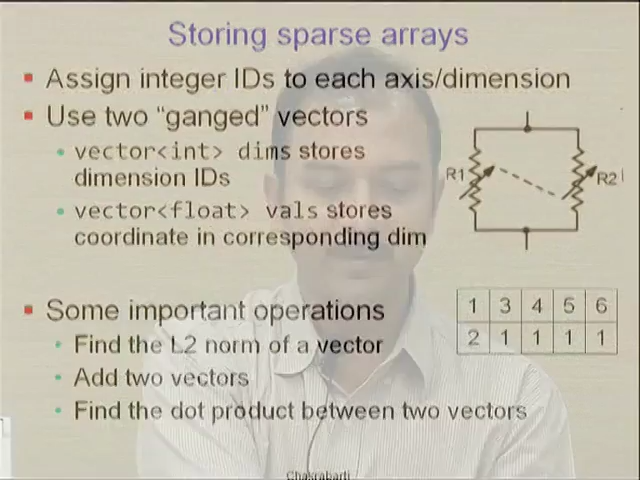 Storing sparse arrays
Assign integer IDs to each axis/dimension
Use two "ganged" vectors
vector<int> dims stores
dimension IDs
vector<float> vals stores
coordinate in corresponding dim
R1
R2
1 3 4 5 6
2 1 1 1 1
Some important operations
Find the L2 norm of a vector
Add two vectors
Find the dot product between two vectors
Chakrabarti